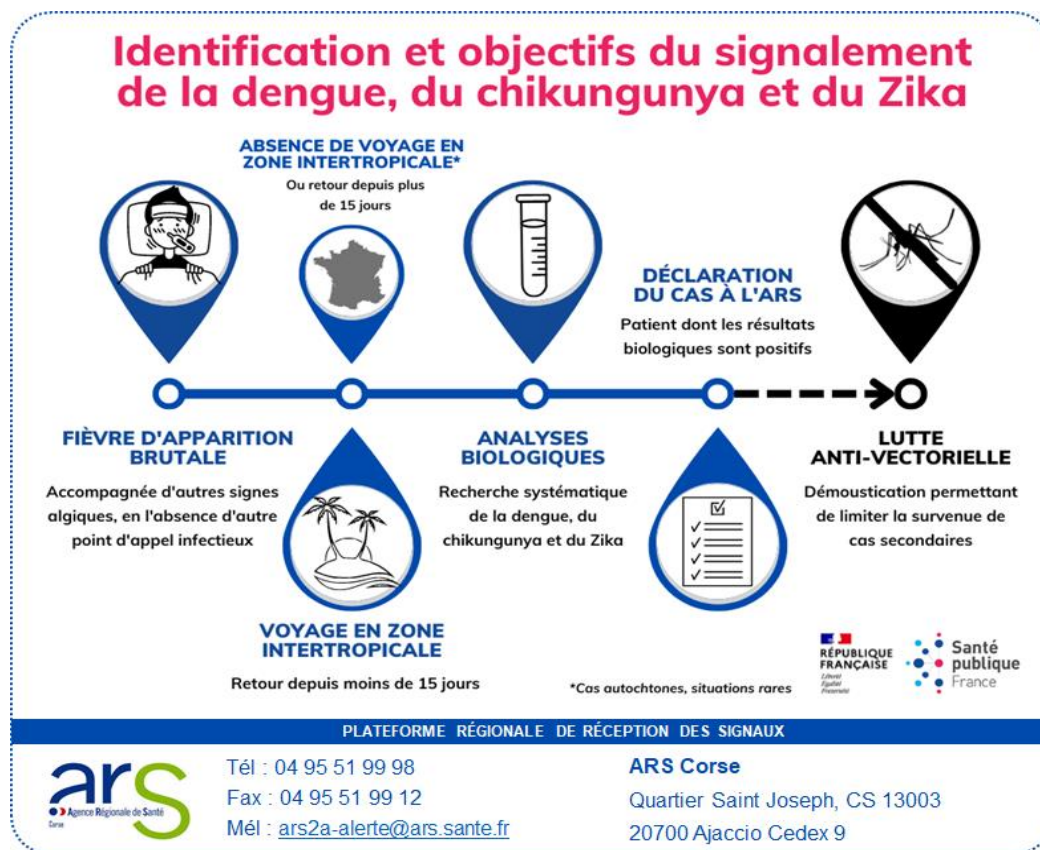 Identification et objectifs du signalement
de la dengue, du chikungunya et du Zika
ABSENCE DE VOYAGE EN
ZONE INTERTROPICALE*
Ou retour depuis plus
de 15 jours
DÉCLARATION
DU CAS À L'ARS
Patient dont les résultats
biologiques sont positifs
FIÈVRE D'APPARITION
BRUTALE
Accompagnée d'autres signes
algiques, en l'absence d'autre
point d'appel infectieux
ANALYSES
BIOLOGIQUES
Recherche systématique
de la dengue, du
chikungunya et du Zika
LUTTE
ANTI-VECTORIELLE
Démoustication permettant
de limiter la survenue de
cas secondaires
VOYAGE EN ZONE
INTERTROPICALE
Retour depuis moins de 15 jours
*Cas autochtones, situations rares
RÉPUBLIQUE
FRANÇAISE
Liberté
Égalité
Fraternité
Santé
publique
France
PLATEFORME RÉGIONALE DE RÉCEPTION DES SIGNAUX
ars
Agence Régionale de Santé
Corse
Tél : 04 95 51 99 98
Fax : 04 95 51 99 12
Mél : ars2a-alerte@ars.sante.fr
ARS Corse
Quartier Saint Joseph, CS 13003
20700 Ajaccio Cedex 9